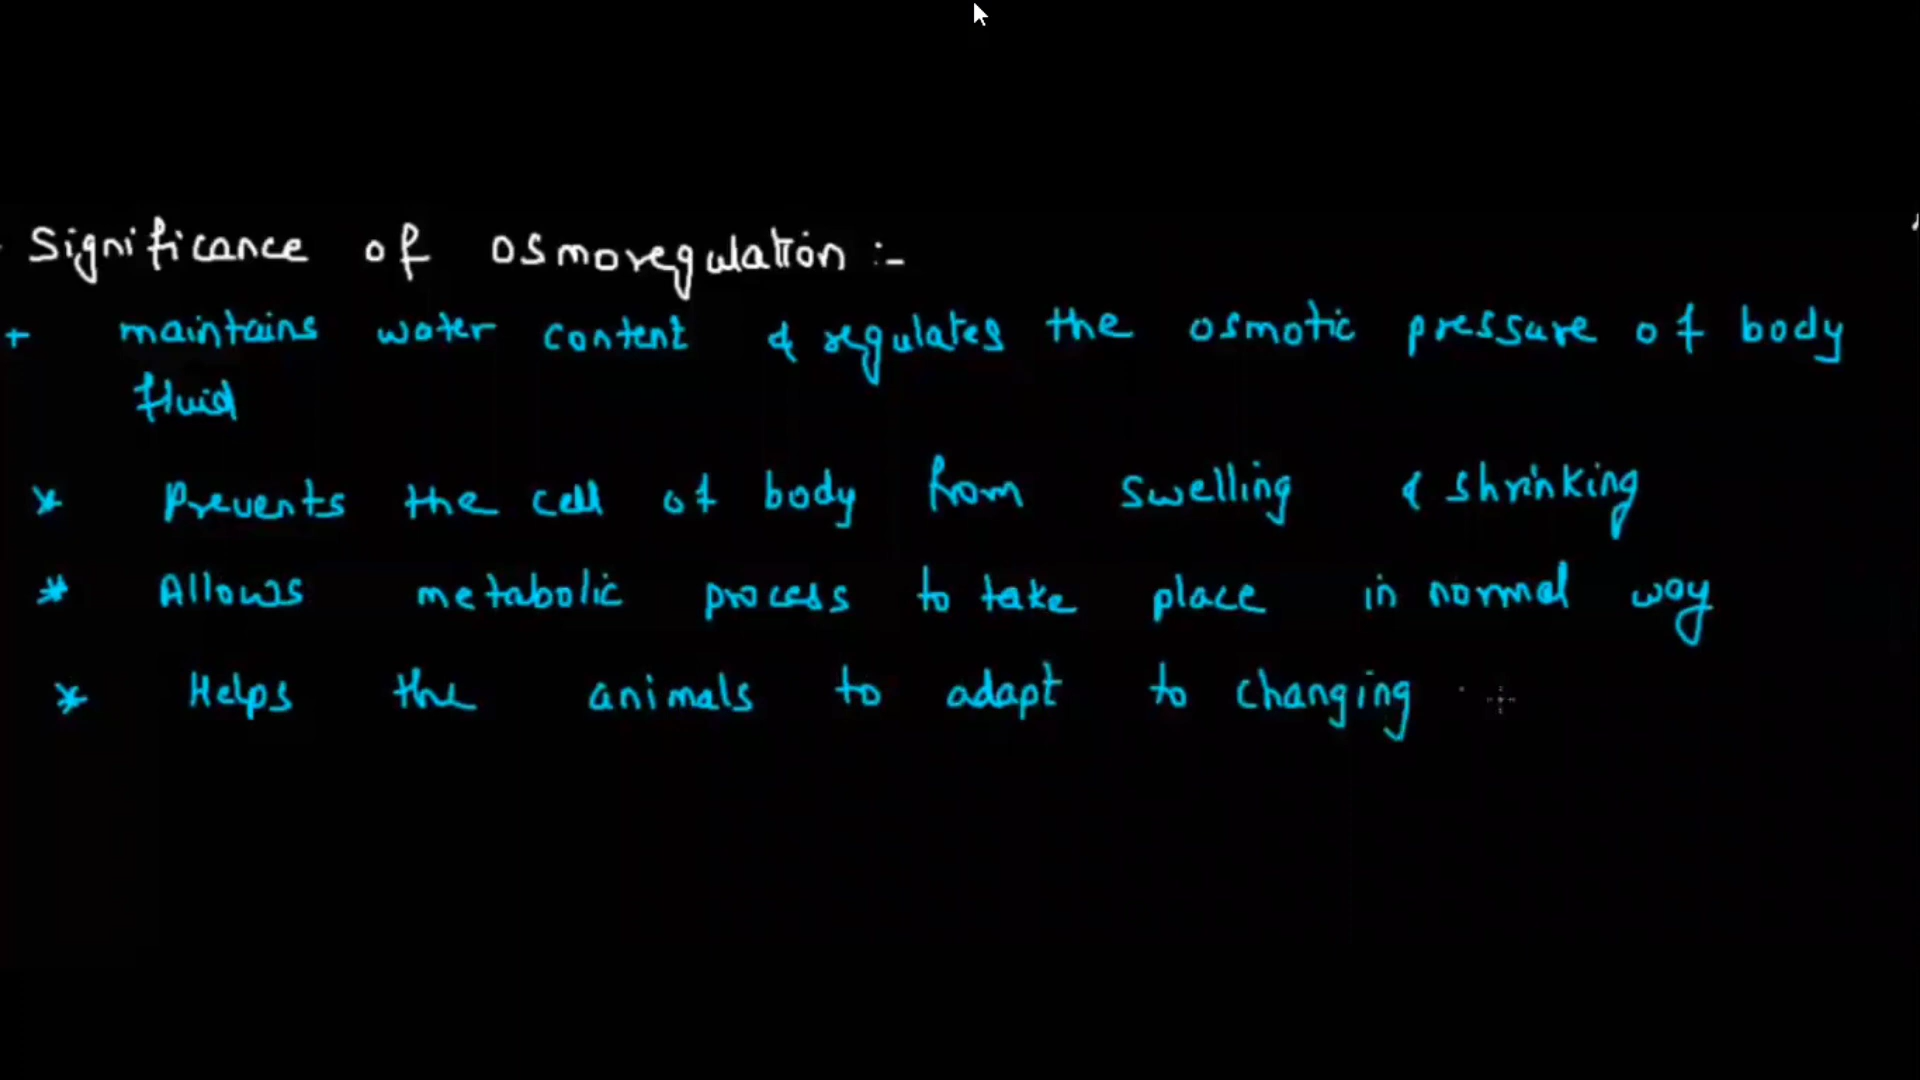 Significance of osmoregulation :-
+ maintains water content & regulates the osmotic pressure of body
fluid
* Prevents the cell of body from swelling & shrinking
* Allows metabolic process to take place in normal way
* Helps the animals to adapt to changing